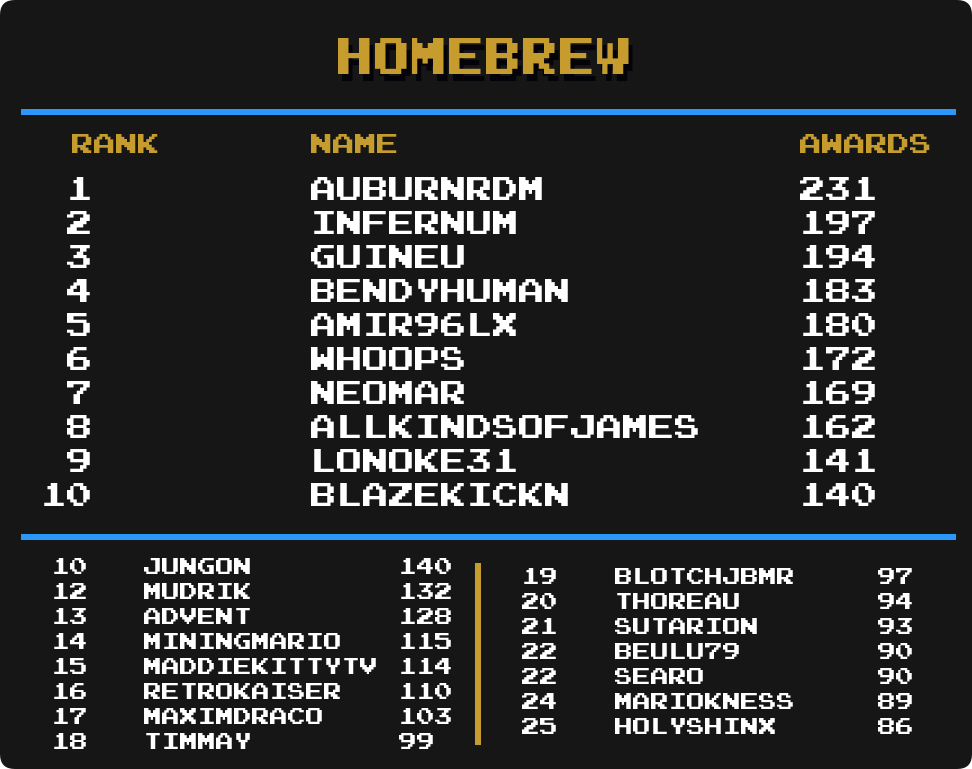 HOMEBREW
RANK NAME AWARDS
1 AUBURNRDM 231
2 INFERNUM 197
3 GUINEU 194
4 BENDYHUMAN 183
5 AMIR96LX 180
6 WHOOPS 172
7 NEOMAR 169
8 ALLKINDSOFJAMES 162
9 LONOKE31 141
10 BLAZEKICKN 140
10 JUNGON 140
12 MUDRIK 132
13 ADVENT 128
14 MININGMARIO 115
15 MADDIEKITTYTV 114
16 RETROKAISER 110
17 MAXIMDRACO 103
18 TIMMAY 99
19 BLOTCHJBMR 97
20 THOREAU 94
21 SUTARION 93
22 BEULU79 90
22 SEARO 90
24 MARIOKNESS 89
25 HOLYSHINX 86